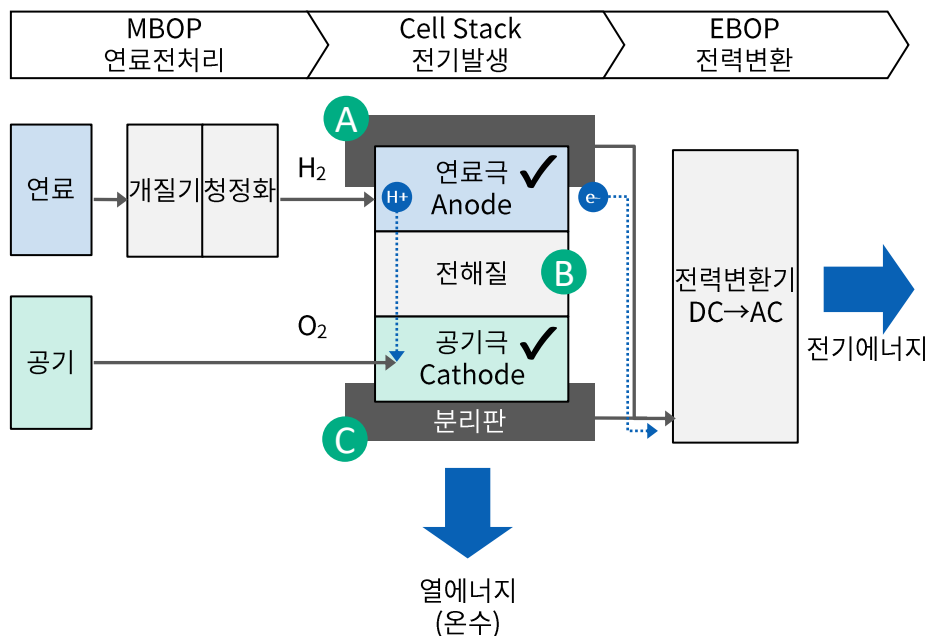 MBOP
연료전처리
Cell Stack
전기발생
EBOP
전력변환
A
연료
개질기
청정화
H₂
연료극
Anode
H+
e-
전해질
B
전력변환기
DC→AC
전기에너지
공기
O₂
공기극
Cathode
분리판
C
열에너지
(온수)